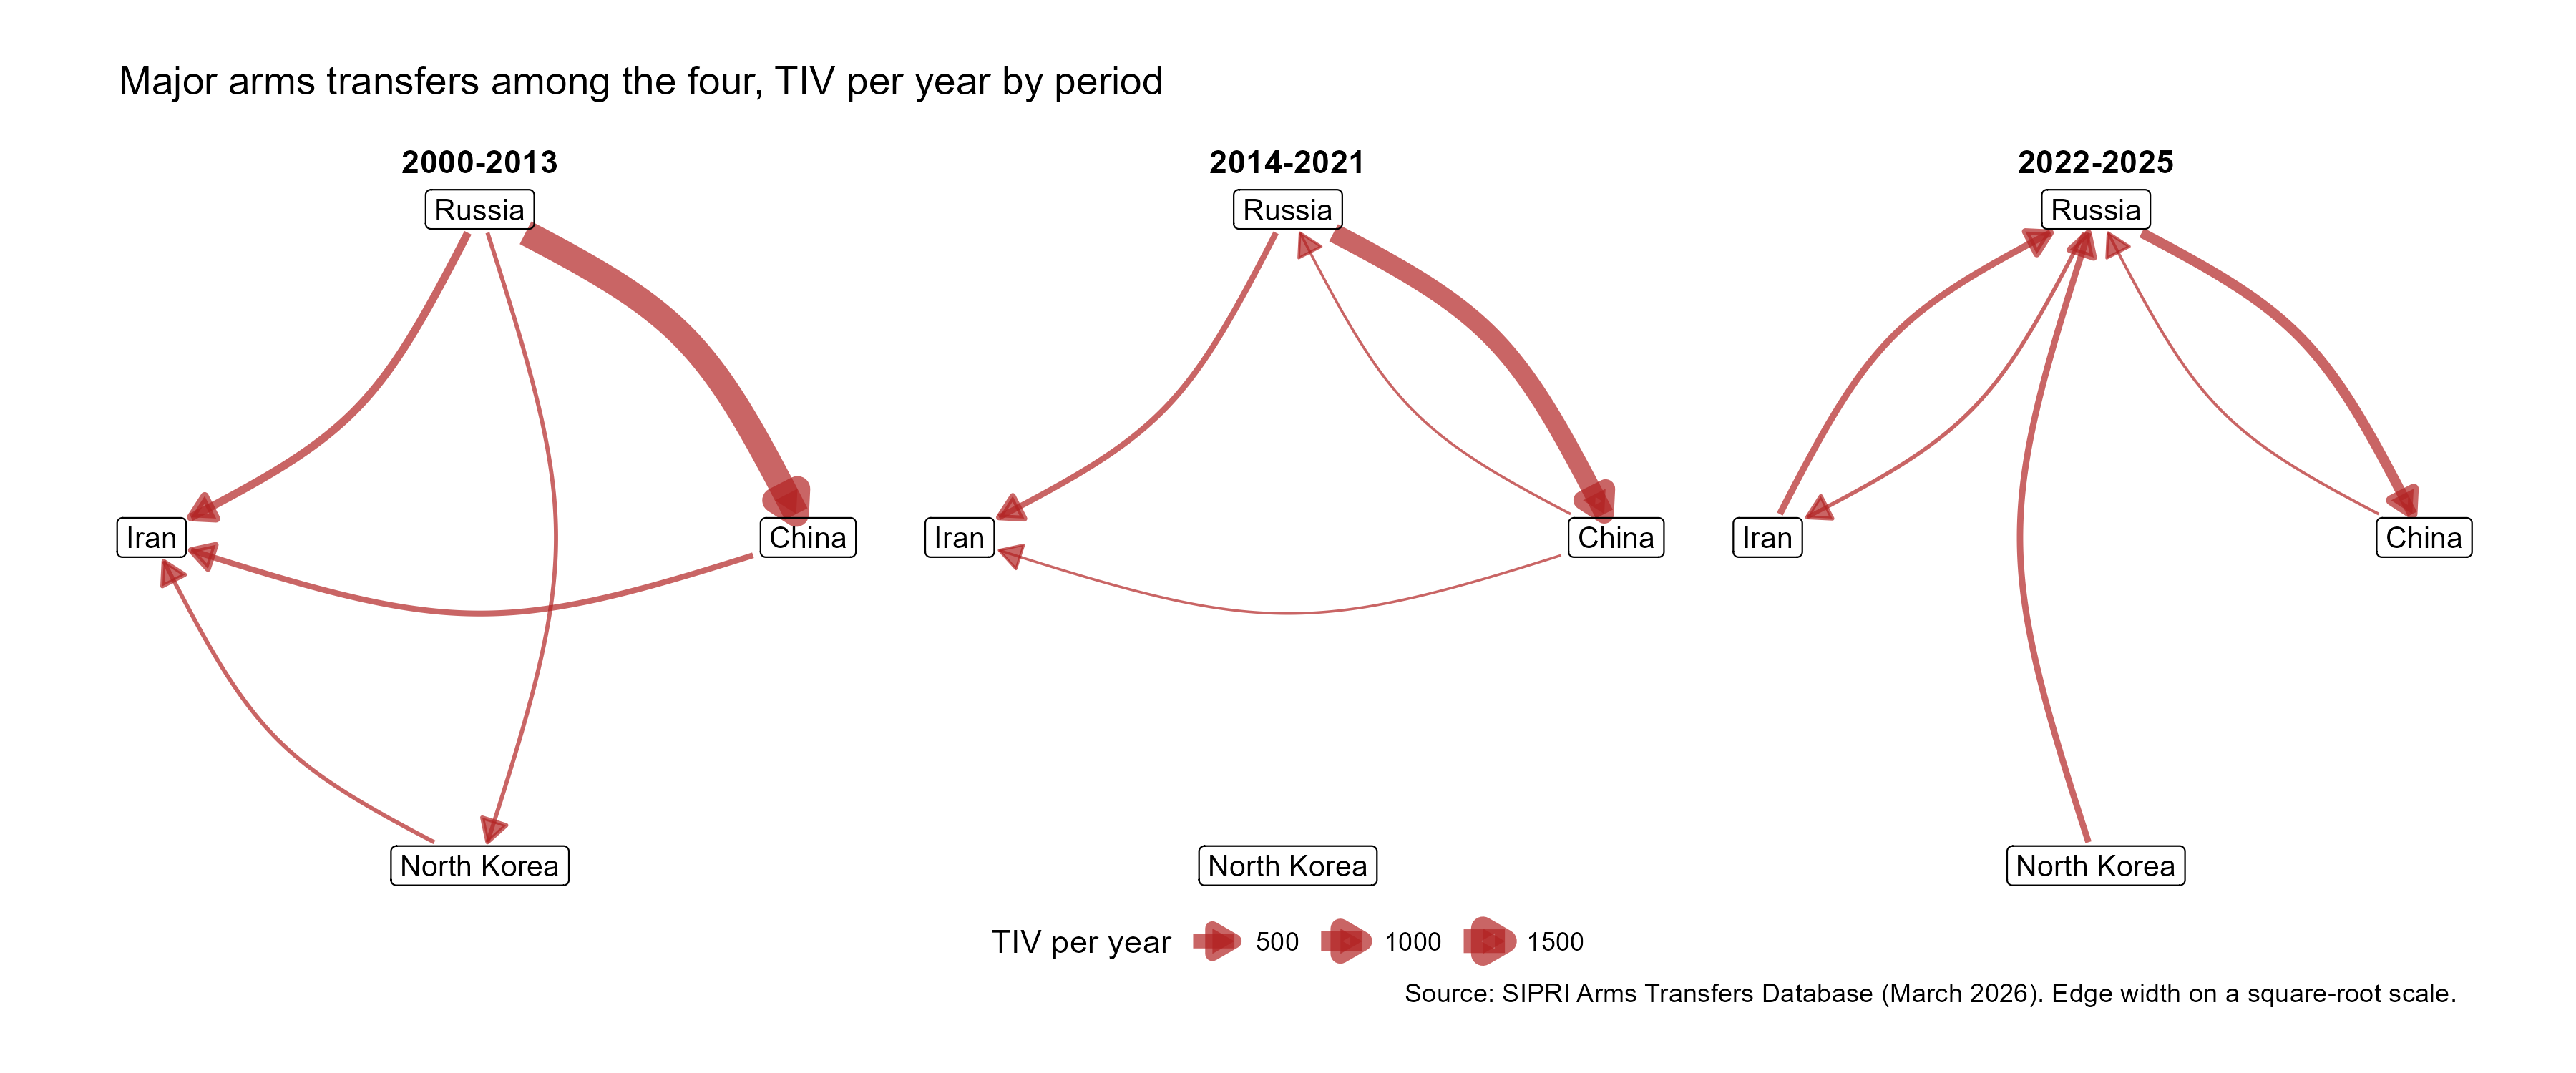 Major arms transfers among the four, TIV per year by period
2000-2013
2014-2021
2022-2025
Russia
Russia
Russia
Iran
China
Iran
China
Iran
China
North Korea
North Korea
North Korea
TIV per year 500 1000 1500
Source: SIPRI Arms Transfers Database (March 2026). Edge width on a square-root scale.